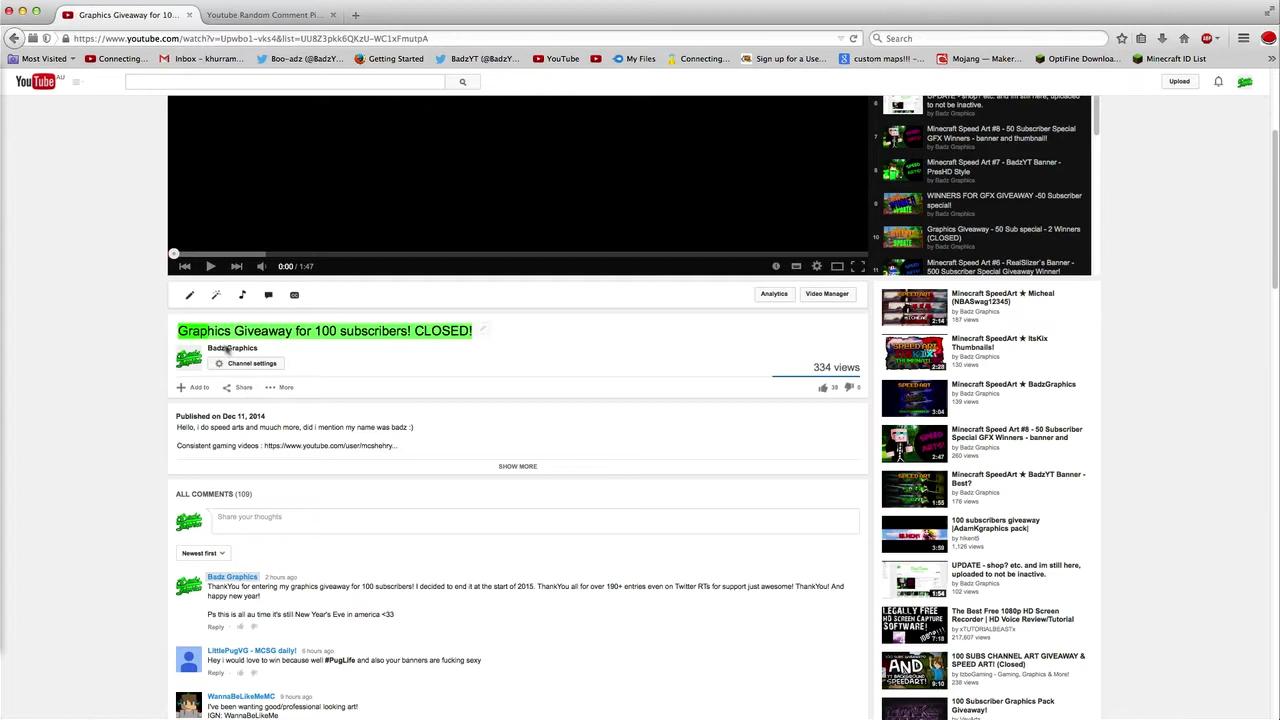 Graphics Giveaway for 10...
Youtube Random Comment Pi...
https://www.youtube.com/watch?v=Upwbo1-vks4&list=UU8Z3pkk6QKzU-WC1xFmutpA
Search
Most Visited
Connecting...
Inbox – khurram...
Boo-adz (@BadzY...
Getting Started
BadzYT (@BadzY...
YouTube
My Files
Connecting...
Sign up for a Use...
custom maps!!! -...
Mojang — Maker...
OptiFine Downloa...
Minecraft ID List
YouTube AU
Upload
6
UPDATE - shop? etc. and im still here, uploaded to not be inactive.
by Badz Graphics
7
Minecraft Speed Art #8 - 50 Subscriber Special
GFX Winners - banner and thumbnail!
by Badz Graphics
8
Minecraft Speed Art #7 - BadzYT Banner -
PresHD Style
by Badz Graphics
9
WINNERS FOR GFX GIVEAWAY -50 Subscriber
special!
by Badz Graphics
10
Graphics Giveaway - 50 Sub special - 2 Winners
(CLOSED)
by Badz Graphics
11
Minecraft Speed Art #6 - RealSlizer`s Banner -
500 Subscriber Special Giveaway Winner!
0:00 / 1:47
Analytics
Video Manager
Graphics Giveaway for 100 subscribers! CLOSED!
Badz Graphics
Channel settings
334 views
Add to
Share
More
38
0
Published on Dec 11, 2014
Hello, i do speed arts and muuch more, did i mention my name was badz :)
Consistent gaming videos : https://www.youtube.com/user/mcshehry...
SHOW MORE
ALL COMMENTS (109)
Share your thoughts
Newest first
Badz Graphics 2 hours ago
ThankYou for entering my graphics giveaway for 100 subscribers! I decided to end it at the start of 2015. ThankYou all for over 190+ entries even on Twitter RTs for support just awesome! ThankYou! And
happy new year!
Ps this is all au time it's still New Year's Eve in america <33
Reply
LittlePugVG - MCSG daily! 6 hours ago
Hey i would love to win because well #PugLife and also your banners are fucking sexy
Reply
WannaBeLikeMeMC 9 hours ago
I've been wanting good/professional looking art!
IGN: WannaBeLikeMe
Minecraft SpeedArt ★ Micheal
(NBASwag12345)
by Badz Graphics
187 views
2:14
Minecraft SpeedArt ★ ItsKix
Thumbnails!
by Badz Graphics
130 views
2:28
Minecraft SpeedArt ★ BadzGraphics
by Badz Graphics
139 views
3:04
Minecraft Speed Art #8 - 50 Subscriber
Special GFX Winners - banner and
by Badz Graphics
260 views
2:47
Minecraft SpeedArt ★ BadzYT Banner -
Best?
by Badz Graphics
176 views
1:55
100 subscribers giveaway
|AdamKgraphics pack|
by hlkent5
1,126 views
3:59
UPDATE - shop? etc. and im still here,
uploaded to not be inactive.
by Badz Graphics
102 views
1:54
The Best Free 1080p HD Screen
Recorder | HD Voice Review/Tutorial
by xTUTORIALBEASTx
217,607 views
7:18
100 SUBS CHANNEL ART GIVEAWAY &
SPEED ART! (Closed)
by IzboGaming - Gaming, Graphics & More!
238 views
9:10
100 Subscriber Graphics Pack
Giveaway!